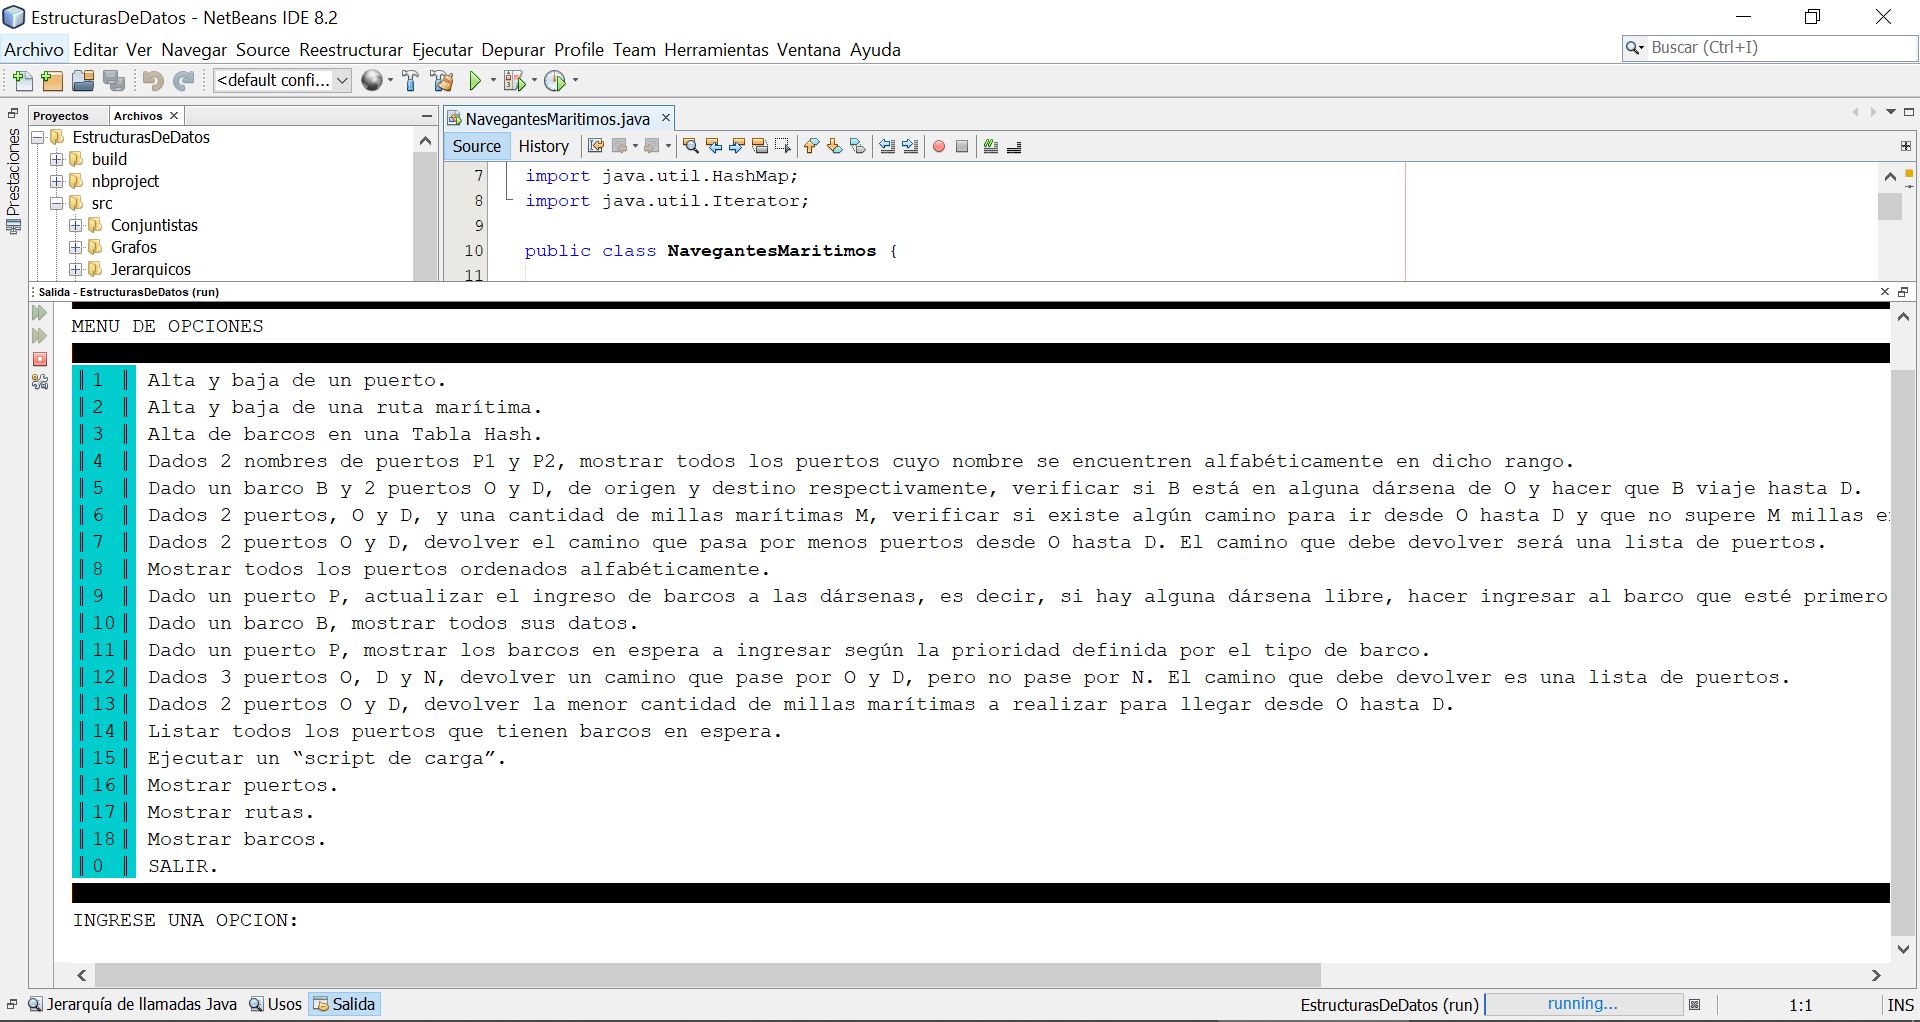 EstructurasDeDatos - NetBeans IDE 8.2
Archivo Editar Ver Navegar Source Reestructurar Ejecutar Depurar Profile Team Herramientas Ventana Ayuda
Buscar (Ctrl+I)
<default confi...
Proyectos Archivos
NavegantesMaritimos.java
Prestaciones
EstructurasDeDatos
build
nbproject
src
Conjuntistas
Grafos
Jerarquicos
Source History
7 import java.util.HashMap;
8 import java.util.Iterator;
9
10 public class NavegantesMaritimos {
11
Salida - EstructurasDeDatos (run)
MENU DE OPCIONES
║1 ║ Alta y baja de un puerto.
║2 ║ Alta y baja de una ruta marítima.
║3 ║ Alta de barcos en una Tabla Hash.
║4 ║ Dados 2 nombres de puertos P1 y P2, mostrar todos los puertos cuyo nombre se encuentren alfabéticamente en dicho rango.
║5 ║ Dado un barco B y 2 puertos O y D, de origen y destino respectivamente, verificar si B está en alguna dársena de O y hacer que B viaje hasta D.
║6 ║ Dados 2 puertos, O y D, y una cantidad de millas marítimas M, verificar si existe algún camino para ir desde O hasta D y que no supere M millas e
║7 ║ Dados 2 puertos O y D, devolver el camino que pasa por menos puertos desde O hasta D. El camino que debe devolver será una lista de puertos.
║8 ║ Mostrar todos los puertos ordenados alfabéticamente.
║9 ║ Dado un puerto P, actualizar el ingreso de barcos a las dársenas, es decir, si hay alguna dársena libre, hacer ingresar al barco que esté primero
║10║ Dado un barco B, mostrar todos sus datos.
║11║ Dado un puerto P, mostrar los barcos en espera a ingresar según la prioridad definida por el tipo de barco.
║12║ Dados 3 puertos O, D y N, devolver un camino que pase por O y D, pero no pase por N. El camino que debe devolver es una lista de puertos.
║13║ Dados 2 puertos O y D, devolver la menor cantidad de millas marítimas a realizar para llegar desde O hasta D.
║14║ Listar todos los puertos que tienen barcos en espera.
║15║ Ejecutar un “script de carga”.
║16║ Mostrar puertos.
║17║ Mostrar rutas.
║18║ Mostrar barcos.
║0 ║ SALIR.
INGRESE UNA OPCION:
Jerarquía de llamadas Java Usos Salida
EstructurasDeDatos (run) running... 1:1 INS